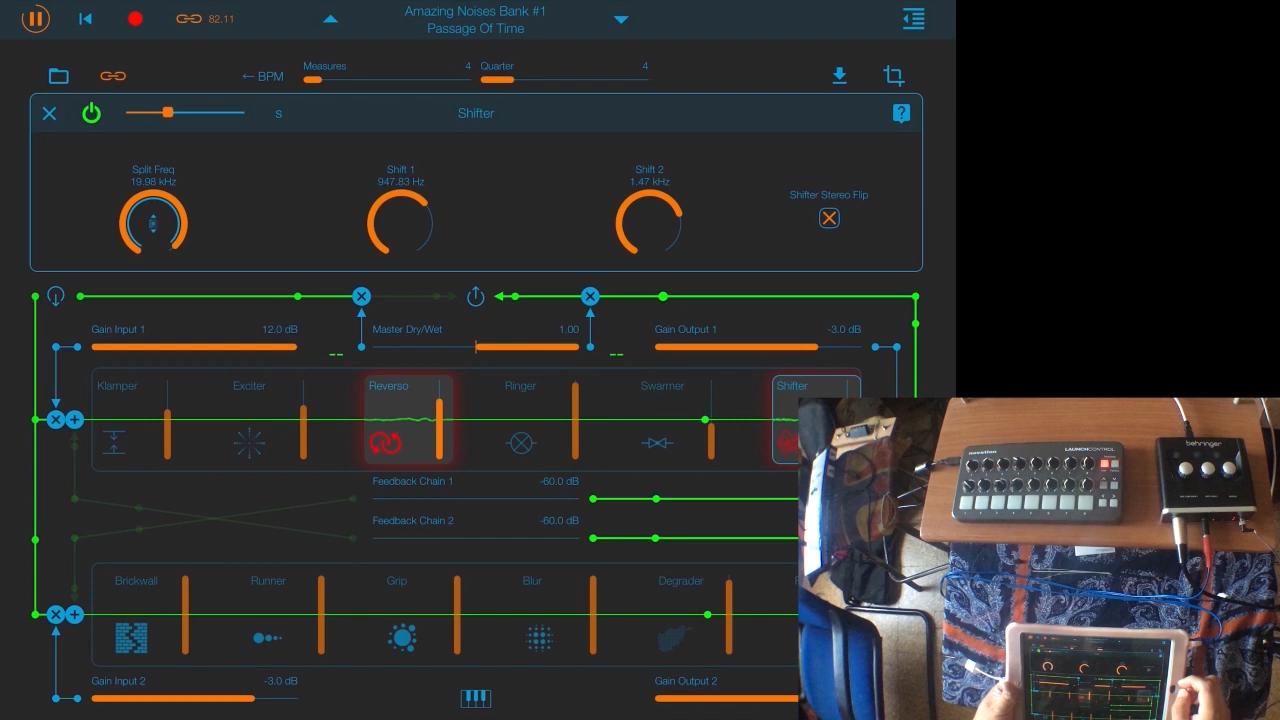 82.11
Amazing Noises Bank #1
Passage Of Time
← BPM
Measures 4
Quarter 4
S
Shifter
?
Split Freq
19.98 kHz
Shift 1
947.83 Hz
Shift 2
1.47 kHz
Shifter Stereo Flip
Gain Input 1 12.0 dB
Master Dry/Wet 1.00
Gain Output 1 -3.0 dB
--
--
Klamper
Exciter
Reverso
Ringer
Swarmer
Shifter
Feedback Chain 1 -60.0 dB
Feedback Chain 2 -60.0 dB
Brickwall
Runner
Grip
Blur
Degrader
Gain Input 2 -3.0 dB
Gain Output 2
novation
LAUNCHCONTROL
behringer